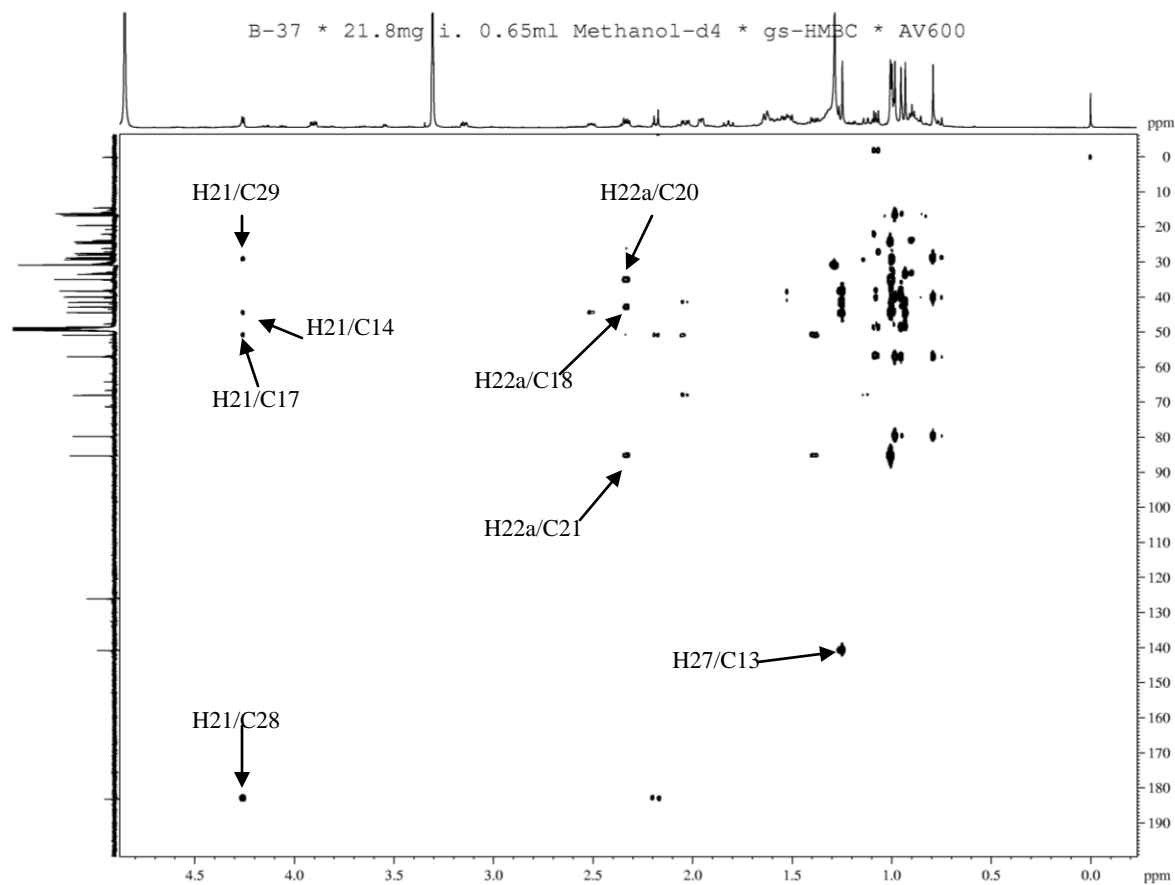 B-37 * 21.8mg i. 0.65ml Methanol-d4 * gs-HMBC * AV600
ppm
0
10
20
30
40
50
60
70
80
90
100
110
120
130
140
150
160
170
180
190
H21/C29
H22a/C20
H21/C14
H22a/C18
H21/C17
H22a/C21
H27/C13
H21/C28
4.5 4.0 3.5 3.0 2.5 2.0 1.5 1.0 0.5 0.0 ppm